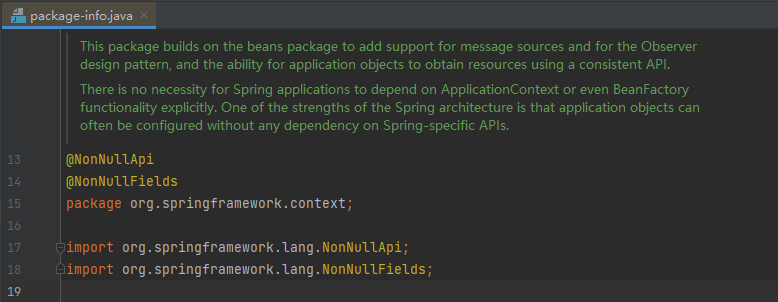 package-info.java ×
This package builds on the beans package to add support for message sources and for the Observer
design pattern, and the ability for application objects to obtain resources using a consistent API.
There is no necessity for Spring applications to depend on ApplicationContext or even BeanFactory
functionality explicitly. One of the strengths of the Spring architecture is that application objects can
often be configured without any dependency on Spring-specific APIs.
13 @NonNullApi
14 @NonNullFields
15 package org.springframework.context;
16
17 import org.springframework.lang.NonNullApi;
18 import org.springframework.lang.NonNullFields;
19